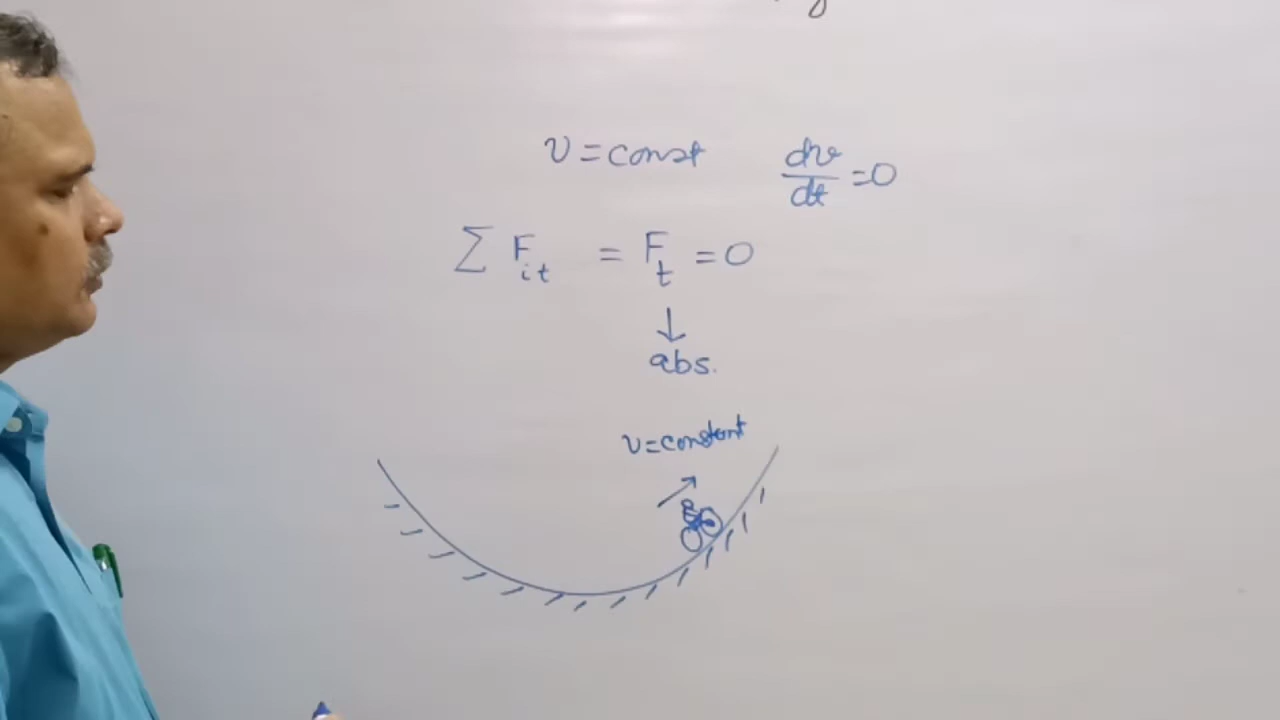 v = const dv/dt = 0
∑ F_it = F_t = 0
↓
abs.
v = constant